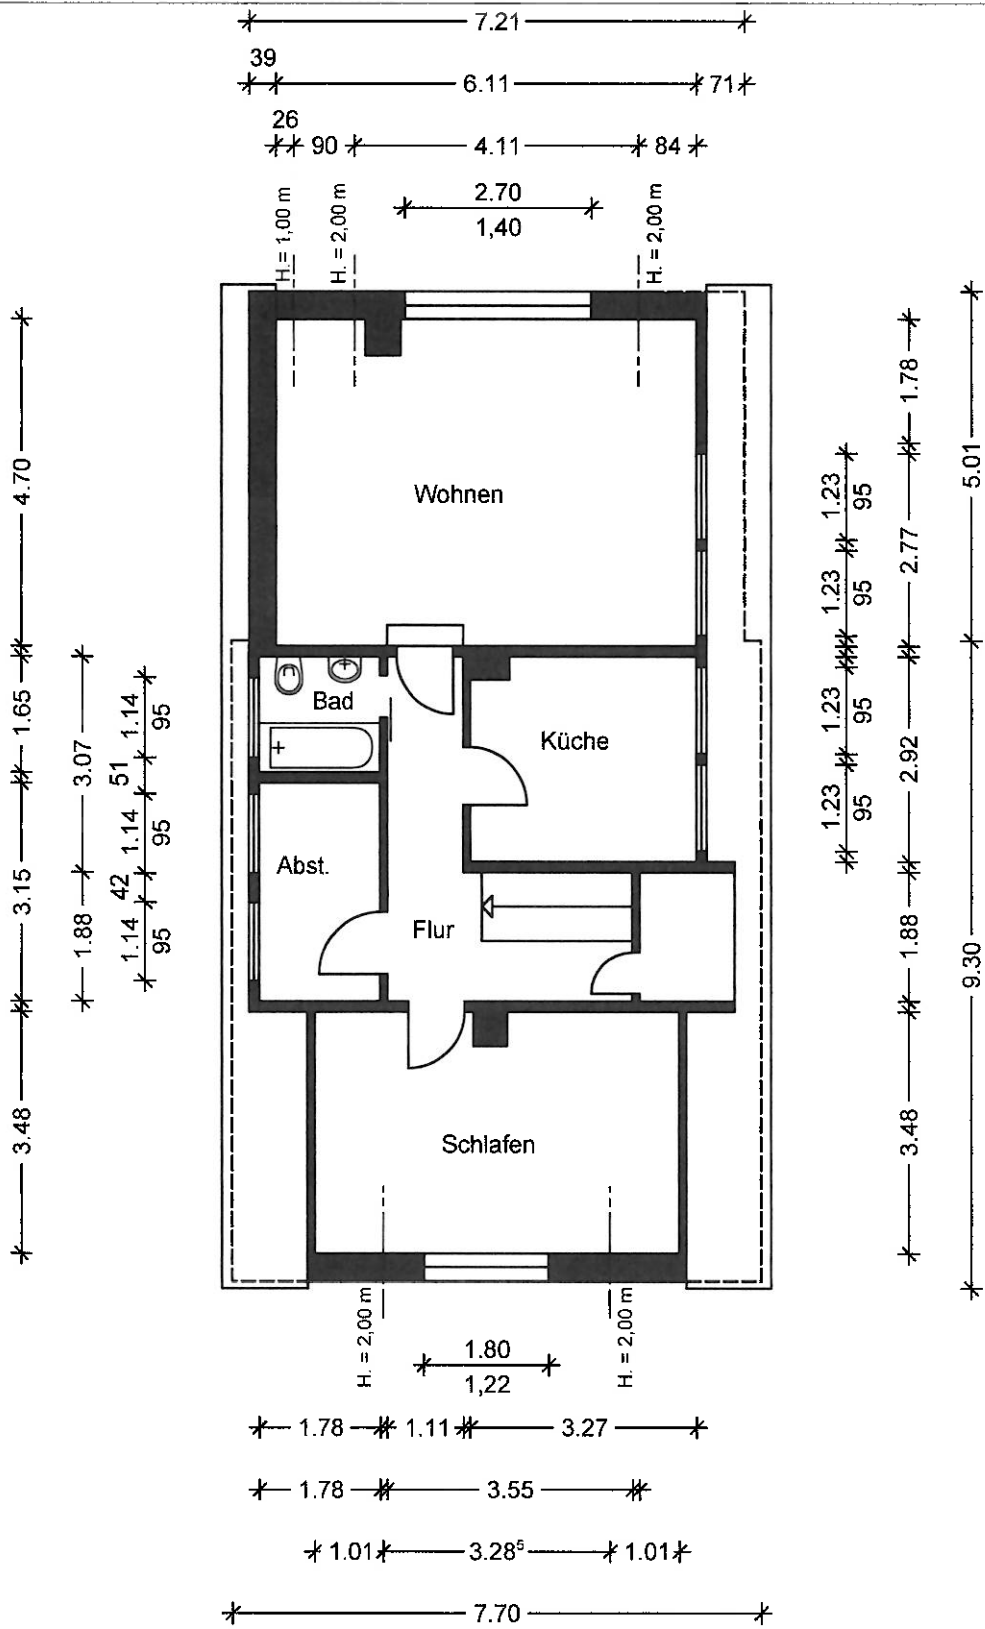 7.21
39
6.11 71
26
90 4.11 84
2.70
1,40
H.= 1,00 m
H. = 2,00 m
H. = 2,00 m
4.70
1.65
3.15
3.48
3.07
1.88
1.14
95
51
1.14
95
42
1.14
95
Wohnen
Bad
Küche
Abst.
Flur
Schlafen
1.23
95
1.23
95
1.23
95
1.23
95
1.78
2.77
2.92
1.88
3.48
5.01
9.30
H. = 2,00 m
H. = 2,00 m
1.80
1,22
1.78 1.11 3.27
1.78 3.55
1.01 3.28⁵ 1.01
7.70